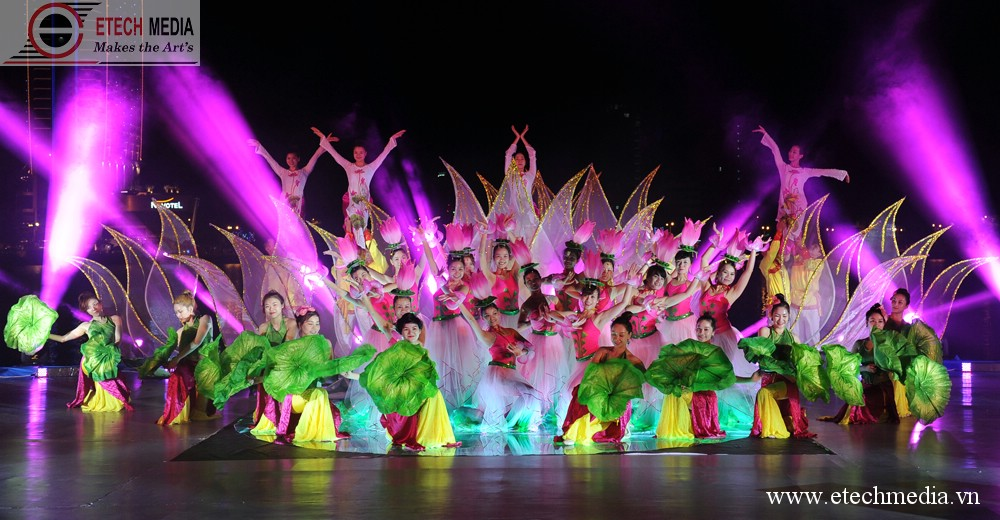 ETECH MEDIA
Makes the Art's
NOVOTEL
www.etechmedia.vn